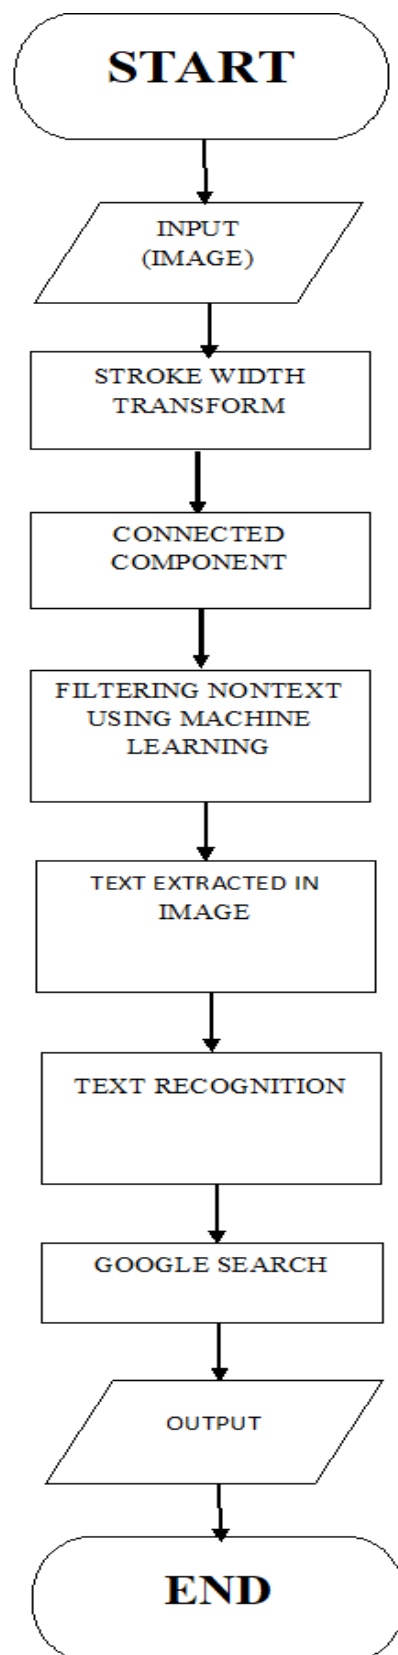 START
INPUT
(IMAGE)
STROKE WIDTH
TRANSFORM
CONNECTED
COMPONENT
FILTERING NONTEXT
USING MACHINE
LEARNING
TEXT EXTRACTED IN
IMAGE
TEXT RECOGNITION
GOOGLE SEARCH
OUTPUT
END